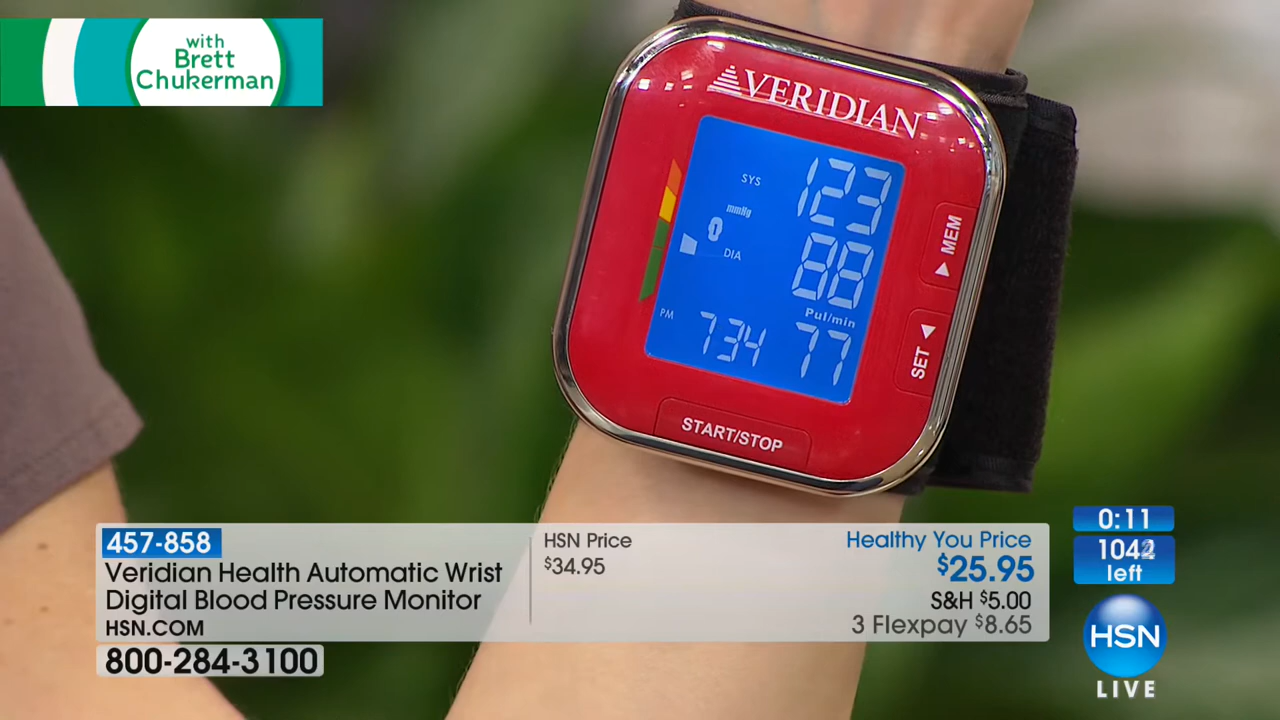 with
Brett
Chukerman
VERIDIAN
SYS
123
mmHg
0
DIA
88
Pul/min
PM
734
77
MEM
SET
START/STOP
457-858
Veridian Health Automatic Wrist
Digital Blood Pressure Monitor
HSN.COM
800-284-3100
HSN Price
$34.95
Healthy You Price
$25.95
S&H $5.00
3 Flexpay $8.65
0:11
left
HSN
LIVE